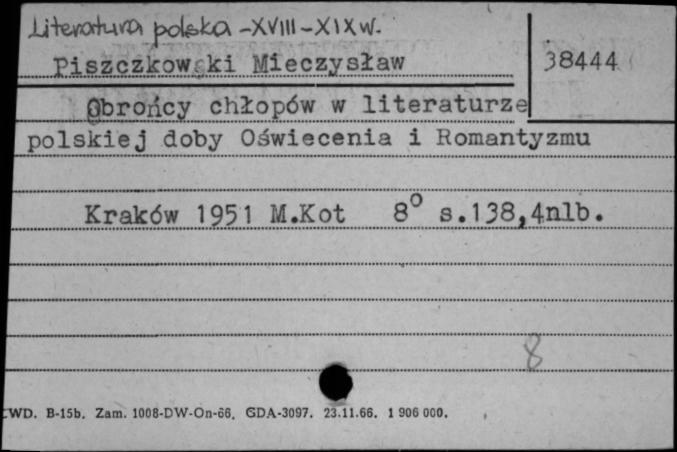 Literatura polska -XVIII-XIXw.
Piszczkowski Mieczysław
38444
Obrońcy chłopów w literaturze
polskiej doby Oświecenia i Romantyzmu
Kraków 1951 M.Kot 8° s.138,4nlb.
8
CWD. B-15b. Zam. 1008-DW-On-66. GDA-3097. 23.11.66. 1 906 000.